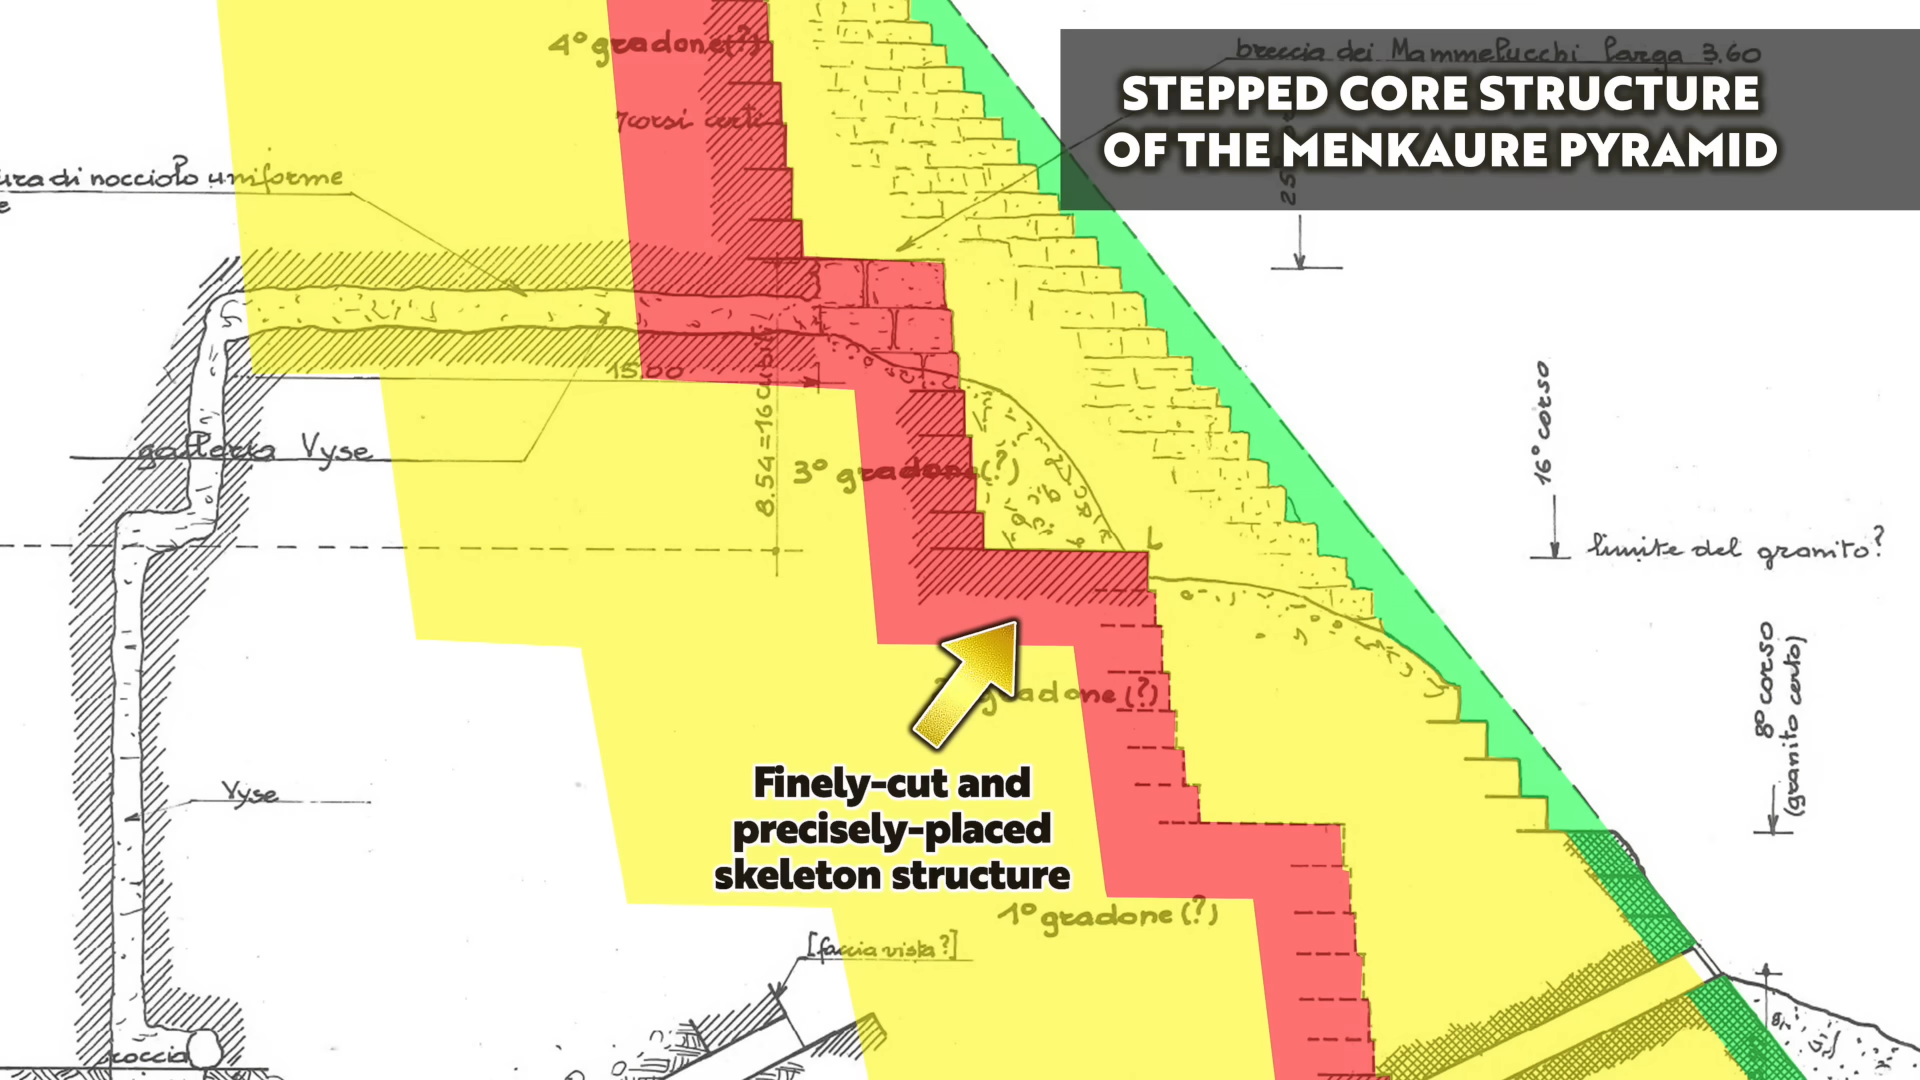 4° gradone(?)
breccia dei Mammelucchi larga 3.60
STEPPED CORE STRUCTURE
OF THE MENKAURE PYRAMID
7 corsi
di nocciolo uniforme
15.00
16° corso
galleria Vyse
3° gradone(?)
8.54=16 cubiti
limite del granito?
8° corso
(granito certo)
gradone(?)
Vyse
Finely-cut and
precisely-placed
skeleton structure
1° gradone(?)
[faccia vista?]
roccia